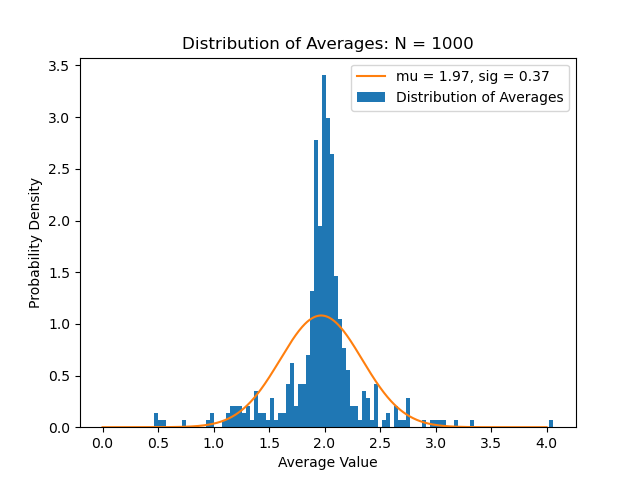 Distribution of Averages: N = 1000
mu = 1.97, sig = 0.37
Distribution of Averages
Probability Density
3.5
3.0
2.5
2.0
1.5
1.0
0.5
0.0
0.0 0.5 1.0 1.5 2.0 2.5 3.0 3.5 4.0
Average Value